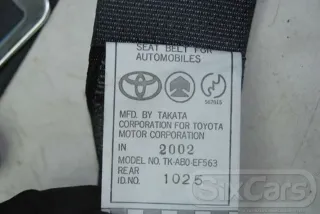 SEAT BELT FOR
AUTOMOBILES
MFD. BY TAKATA
CORPORATION FOR TOYOTA
MOTOR CORPORATION
IN 2002
MODEL NO. TK-AB0-EF563
REAR
ID.NO. 1025
SixCars